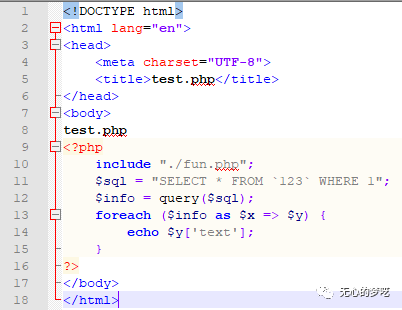 1 <!DOCTYPE html>
2 <html lang="en">
3 <head>
4 <meta charset="UTF-8">
5 <title>test.php</title>
6 </head>
7 <body>
8 test.php
9 <?php
10 include "./fun.php";
11 $sql = "SELECT * FROM `123` WHERE 1";
12 $info = query($sql);
13 foreach ($info as $x => $y) {
14 echo $y['text'];
15 }
16 ?>
17 </body>
18 </html>
无心的梦呓